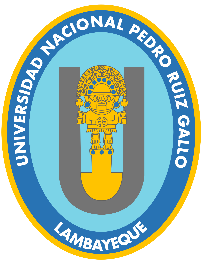 UNIVERSIDAD NACIONAL PEDRO RUIZ GALLO
LAMBAYEQUE